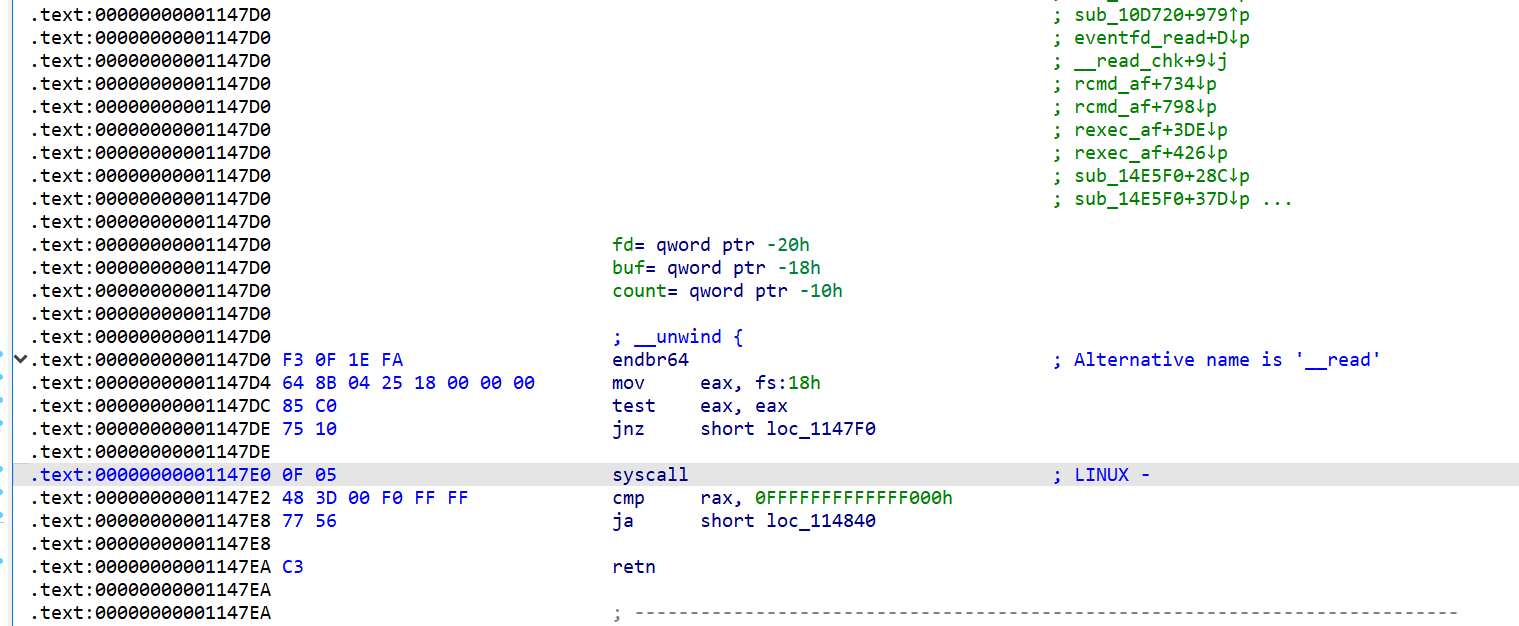 .text:00000000001147D0 ; sub_10D720+979↑p
.text:00000000001147D0 ; eventfd_read+D↓p
.text:00000000001147D0 ; __read_chk+9↓j
.text:00000000001147D0 ; rcmd_af+734↓p
.text:00000000001147D0 ; rcmd_af+798↓p
.text:00000000001147D0 ; rexec_af+3DE↓p
.text:00000000001147D0 ; rexec_af+426↓p
.text:00000000001147D0 ; sub_14E5F0+28C↓p
.text:00000000001147D0 ; sub_14E5F0+37D↓p ...
.text:00000000001147D0
.text:00000000001147D0 fd= qword ptr -20h
.text:00000000001147D0 buf= qword ptr -18h
.text:00000000001147D0 count= qword ptr -10h
.text:00000000001147D0
.text:00000000001147D0 ; __unwind {
.text:00000000001147D0 F3 0F 1E FA endbr64 ; Alternative name is '__read'
.text:00000000001147D4 64 8B 04 25 18 00 00 00 mov eax, fs:18h
.text:00000000001147DC 85 C0 test eax, eax
.text:00000000001147DE 75 10 jnz short loc_1147F0
.text:00000000001147DE
.text:00000000001147E0 0F 05 syscall ; LINUX -
.text:00000000001147E2 48 3D 00 F0 FF FF cmp rax, 0FFFFFFFFFFFFF000h
.text:00000000001147E8 77 56 ja short loc_114840
.text:00000000001147E8
.text:00000000001147EA C3 retn
.text:00000000001147EA
.text:00000000001147EA ; ---------------------------------------------------------------------------